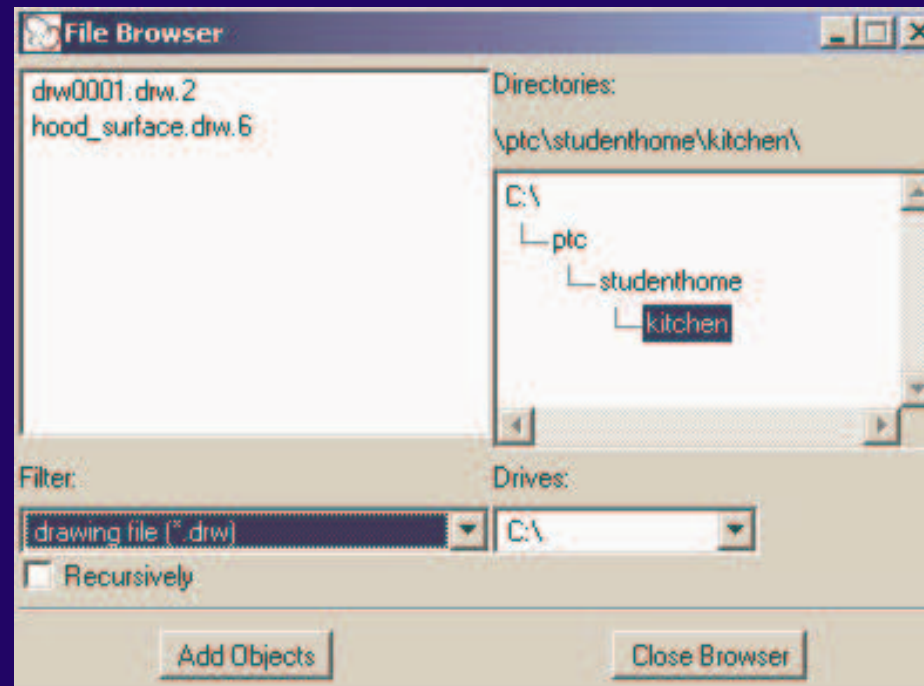 File Browser
drw0001.drw.2
hood_surface.drw.6
Directories:
\ptc\studenthome\kitchen\
C:\
ptc
studenthome
kitchen
Filter:
drawing file (*.drw)
Recursively
Drives:
C:\
Add Objects
Close Browser